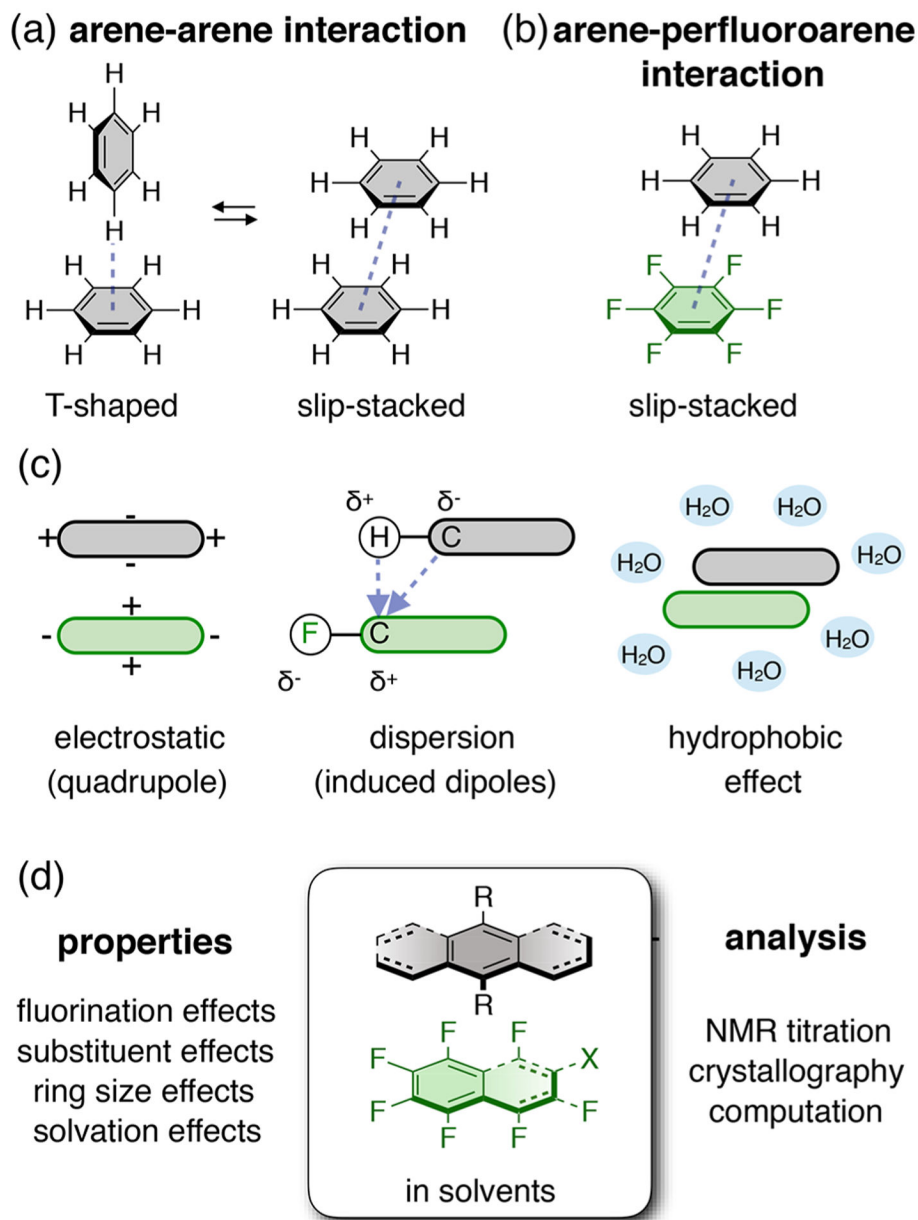 (a) arene-arene interaction
(b) arene-perfluoroarene
interaction
H
H H
H H
H
H H
H H
H H
T-shaped
H H
H H
H H
H H
H H
H H
slip-stacked
H H
H H
H H
F F
F F
F F
slip-stacked
(c)
-
+ +
-
+
- -
+
electrostatic
(quadrupole)
δ+ δ-
H C
F C
δ- δ+
dispersion
(induced dipoles)
H2O H2O
H2O H2O
H2O H2O
H2O
hydrophobic
effect
(d)
properties
fluorination effects
substituent effects
ring size effects
solvation effects
R
R
F F
F X
F F
F F
in solvents
analysis
NMR titration
crystallography
computation